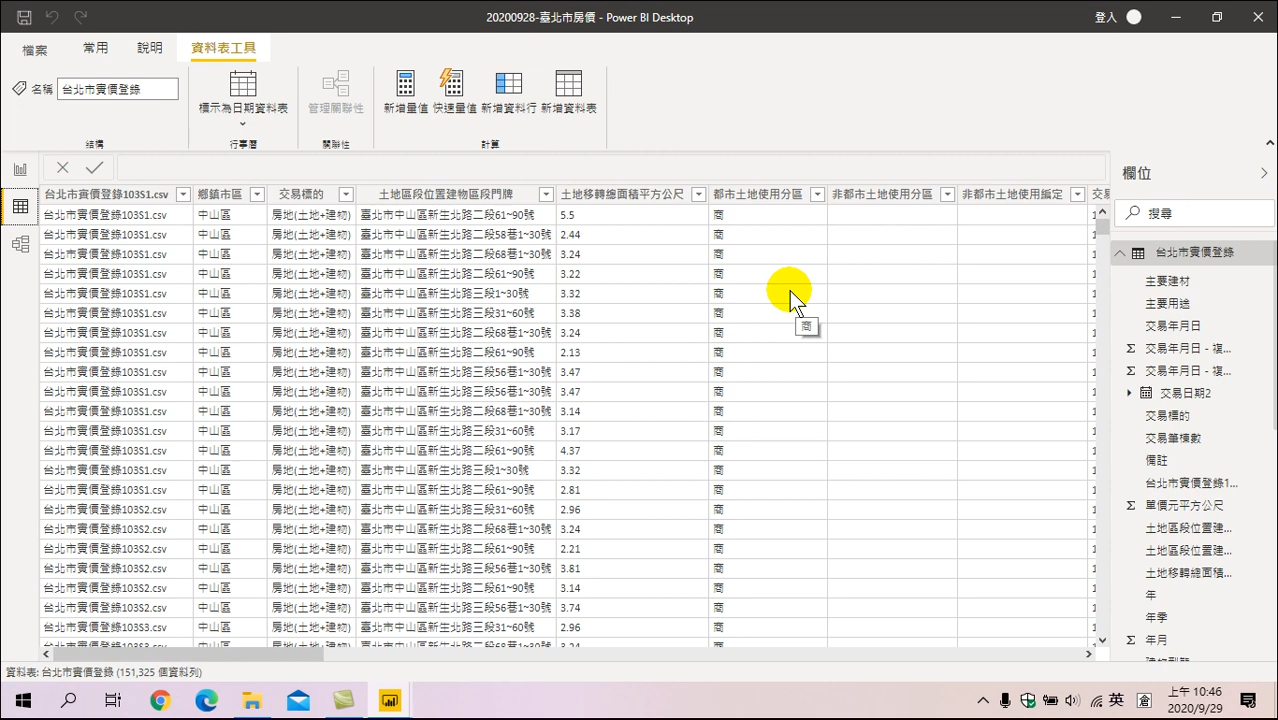 20200928-臺北市房價 - Power BI Desktop
登入
檔案 常用 說明 資料表工具
名稱 台北市實價登錄
標示為日期資料表 管理關聯性 新增量值 快速量值 新增資料行 新增資料表
結構 行事曆 關聯性 計算
欄位
台北市實價登錄103S1.csv 鄉鎮市區 交易標的 土地區段位置建物區段門牌 土地移轉總面積平方公尺 都市土地使用分區 非都市土地使用分區 非都市土地使用編定 交易
台北市實價登錄103S1.csv 中山區 房地(土地+建物) 臺北市中山區新生北路二段61~90號 5.5 商 1
台北市實價登錄103S1.csv 中山區 房地(土地+建物) 臺北市中山區新生北路二段58巷1~30號 2.44 商 1
台北市實價登錄103S1.csv 中山區 房地(土地+建物) 臺北市中山區新生北路二段68巷1~30號 3.24 商 1
台北市實價登錄103S1.csv 中山區 房地(土地+建物) 臺北市中山區新生北路二段61~90號 3.22 商 1
台北市實價登錄103S1.csv 中山區 房地(土地+建物) 臺北市中山區新生北路三段1~30號 3.32 商 1
台北市實價登錄103S1.csv 中山區 房地(土地+建物) 臺北市中山區新生北路三段31~60號 3.38 商 1
商
台北市實價登錄103S1.csv 中山區 房地(土地+建物) 臺北市中山區新生北路二段68巷1~30號 3.24 商 1
台北市實價登錄103S1.csv 中山區 房地(土地+建物) 臺北市中山區新生北路二段61~90號 2.13 商 1
台北市實價登錄103S1.csv 中山區 房地(土地+建物) 臺北市中山區新生北路三段56巷1~30號 3.47 商 1
台北市實價登錄103S1.csv 中山區 房地(土地+建物) 臺北市中山區新生北路三段56巷1~30號 3.47 商 1
台北市實價登錄103S1.csv 中山區 房地(土地+建物) 臺北市中山區新生北路二段68巷1~30號 3.14 商 1
台北市實價登錄103S1.csv 中山區 房地(土地+建物) 臺北市中山區新生北路三段31~60號 3.17 商 1
台北市實價登錄103S1.csv 中山區 房地(土地+建物) 臺北市中山區新生北路二段61~90號 4.37 商 1
台北市實價登錄103S1.csv 中山區 房地(土地+建物) 臺北市中山區新生北路三段1~30號 3.32 商 1
台北市實價登錄103S1.csv 中山區 房地(土地+建物) 臺北市中山區新生北路二段61~90號 2.81 商 1
台北市實價登錄103S1.csv 中山區 房地(土地+建物) 臺北市中山區新生北路二段31~60號 2.96 商 1
台北市實價登錄103S2.csv 中山區 房地(土地+建物) 臺北市中山區新生北路二段68巷1~30號 3.24 商 1
台北市實價登錄103S2.csv 中山區 房地(土地+建物) 臺北市中山區新生北路二段61~90號 2.21 商 1
台北市實價登錄103S2.csv 中山區 房地(土地+建物) 臺北市中山區新生北路三段56巷1~30號 3.81 商 1
台北市實價登錄103S2.csv 中山區 房地(土地+建物) 臺北市中山區新生北路二段61~90號 3.14 商 1
台北市實價登錄103S2.csv 中山區 房地(土地+建物) 臺北市中山區新生北路三段56巷1~30號 3.74 商 1
台北市實價登錄103S3.csv 中山區 房地(土地+建物) 臺北市中山區新生北路三段31~60號 2.96 商 1
搜尋
台北市實價登錄
主要建材
主要用途
交易年月日
交易年月日 - 複...
交易年月日 - 複...
交易日期2
交易標的
交易筆棟數
備註
台北市實價登錄1...
單價元平方公尺
土地區段位置建...
土地區段位置建...
土地移轉總面積...
年
年季
年月
資料表: 台北市實價登錄 (151,325 個資料列)
英 倉 上午 10:46
2020/9/29